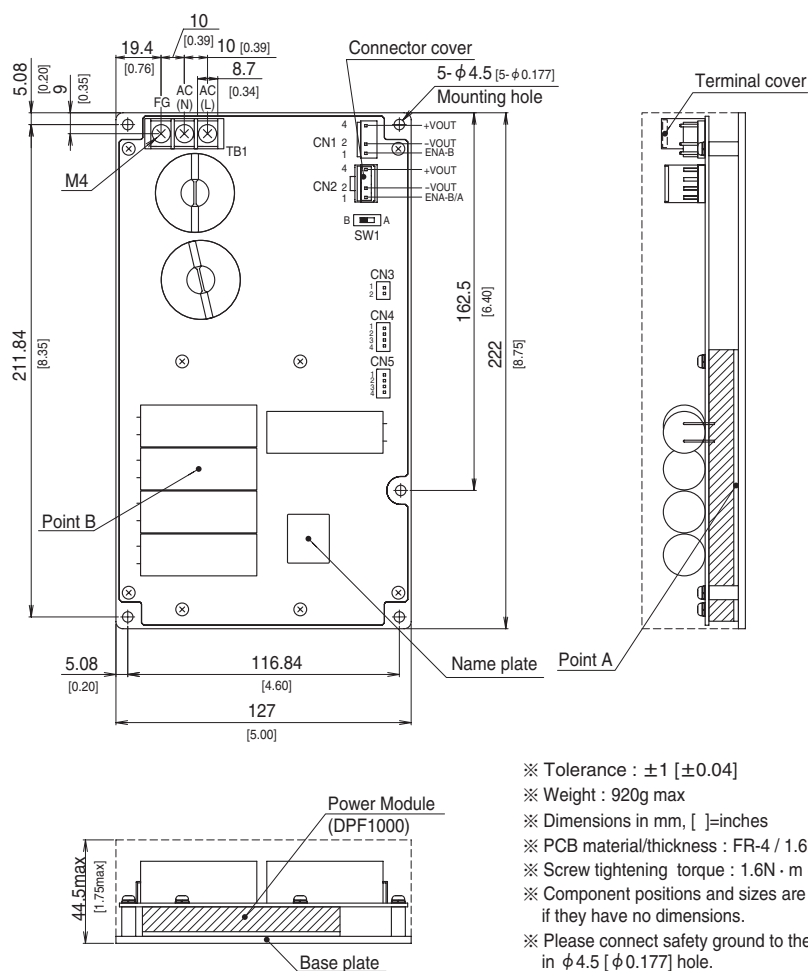 10
[0.39]
19.4
[0.76]
10 [0.39]
8.7
[0.34]
5.08
[0.20]
9
[0.35]
FG
AC
(N)
AC
(L)
TB1
M4
Connector cover
5-ϕ4.5 [5-ϕ0.177]
Mounting hole
Terminal cover
CN1
4
2
1
+VOUT
−VOUT
ENA-B
CN2
4
2
1
+VOUT
−VOUT
ENA-B/A
B
A
SW1
CN3
1
2
CN4
1
2
3
4
CN5
1
2
3
4
162.5
[6.40]
222
[8.75]
211.84
[8.35]
Point B
Name plate
Point A
5.08
[0.20]
116.84
[4.60]
127
[5.00]
Power Module
(DPF1000)
44.5max
[1.75max]
Base plate
※ Tolerance : ±1 [±0.04]
※ Weight : 920g max
※ Dimensions in mm, [ ]=inches
※ PCB material/thickness : FR-4 / 1.6
※ Screw tightening torque : 1.6N · m
※ Component positions and sizes are
if they have no dimensions.
※ Please connect safety ground to the
in ϕ4.5 [ϕ0.177] hole.